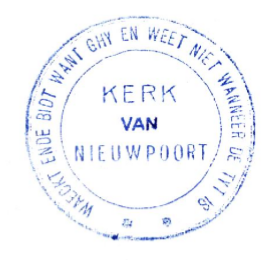 WAECKT ENDE BIDT WANT GHY EN WEET NIET WANNEER DE TYT IS
KERK
VAN
NIEUWPOORT